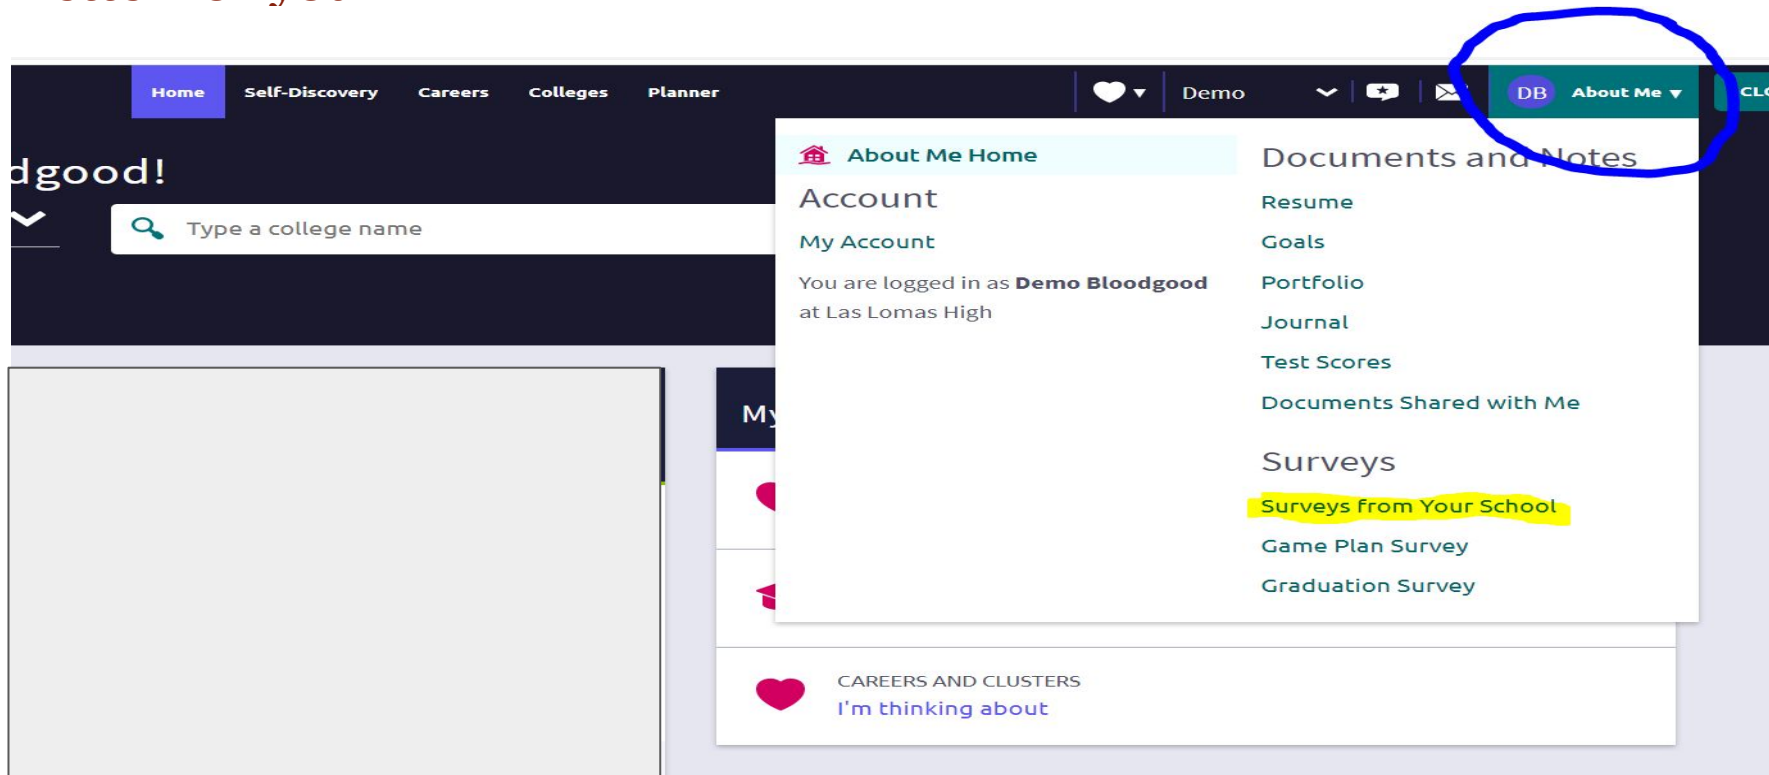 Home Self-Discovery Careers Colleges Planner Demo DB About Me
dgood!
Type a college name
About Me Home
Account
My Account
You are logged in as Demo Bloodgood
at Las Lomas High
Documents and Notes
Resume
Goals
Portfolio
Journal
Test Scores
Documents Shared with Me
Surveys
Surveys from Your School
Game Plan Survey
Graduation Survey
My
CAREERS AND CLUSTERS
I'm thinking about